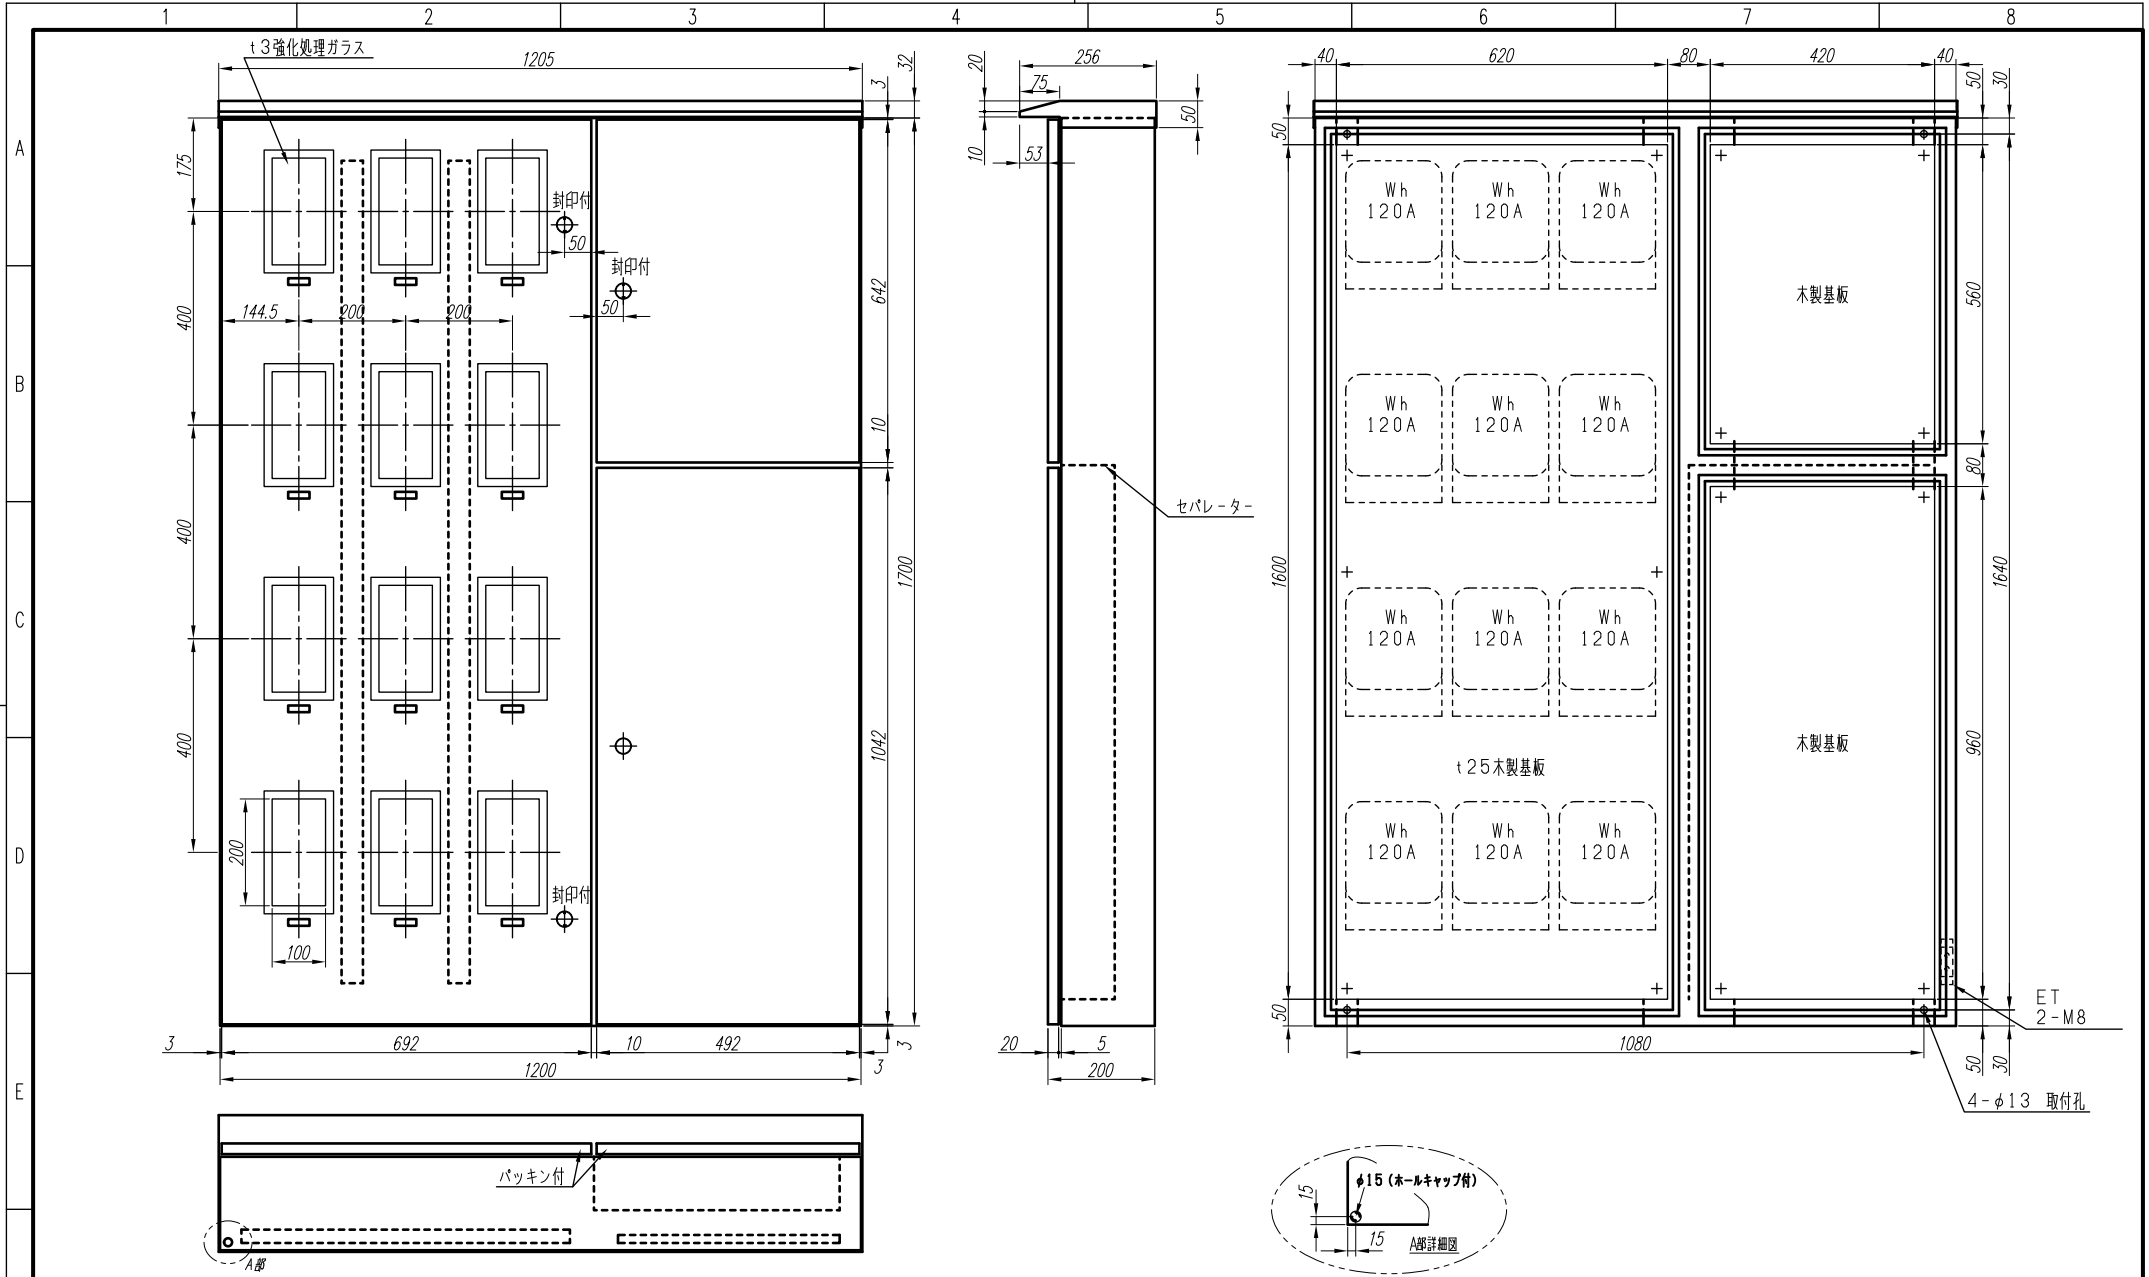 1 2 3 4 5 6 7 8
A
B
C
D
E
t3強化処理ガラス
1205
3
32
175
400
400
400
封印付
50
封印付
50
144.5
200
200
642
10
1700
1042
200
100
封印付
3
692
10
492
3
3
1200
20
256
75
50
10
53
セパレーター
20
5
200
40
620
80
420
40
50
30
50
Wh
120A
Wh
120A
Wh
120A
木製基板
560
Wh
120A
Wh
120A
Wh
120A
80
1600
1640
Wh
120A
Wh
120A
Wh
120A
木製基板
960
t25木製基板
Wh
120A
Wh
120A
Wh
120A
50
ET
2-M8
1080
50
30
4-φ13 取付孔
パッキン付
A部
φ15(ホールキャップ付)
15
15
A部詳細図